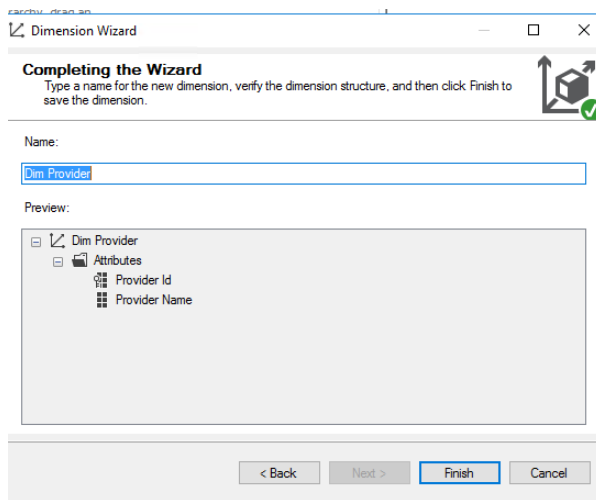 Dimension Wizard
Completing the Wizard
Type a name for the new dimension, verify the dimension structure, and then click Finish to
save the dimension.
Name:
Dim Provider
Preview:
Dim Provider
Attributes
Provider Id
Provider Name
< Back
Next >
Finish
Cancel